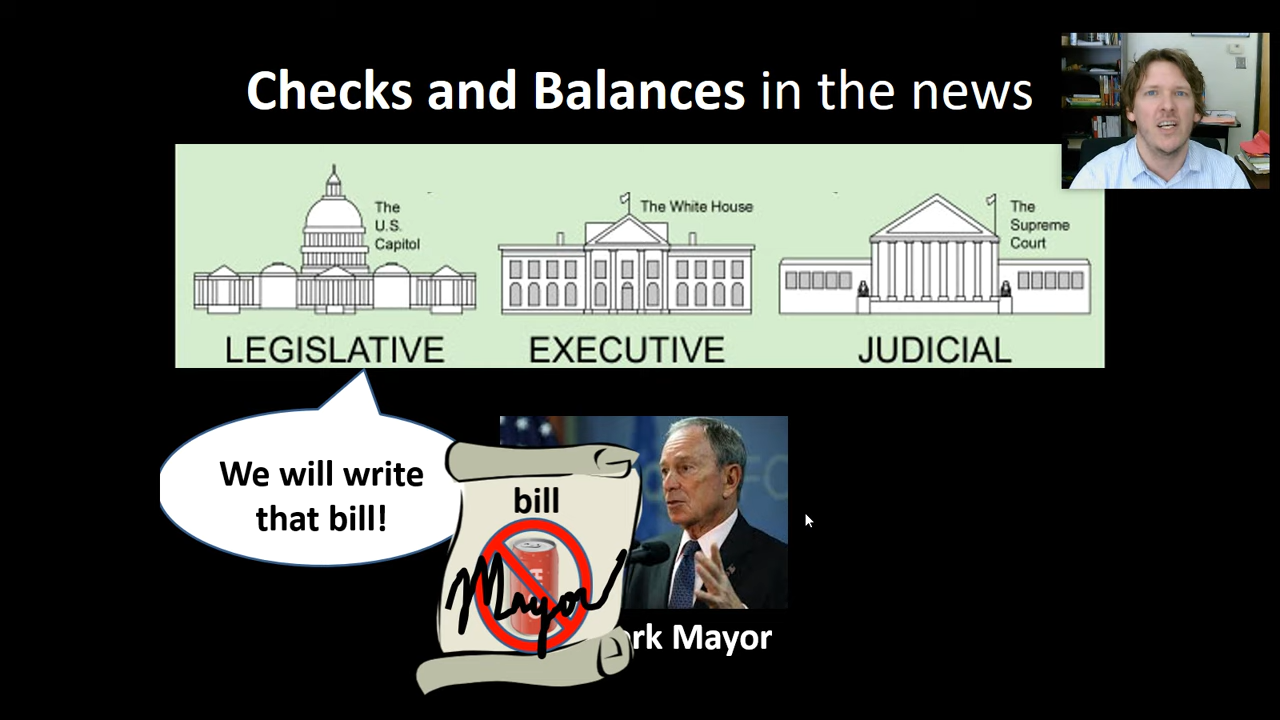 Checks and Balances in the news
The
U.S.
Capitol
The White House
The
Supreme
Court
LEGISLATIVE
EXECUTIVE
JUDICIAL
We will write
that bill!
bill
Mayor
Mayor